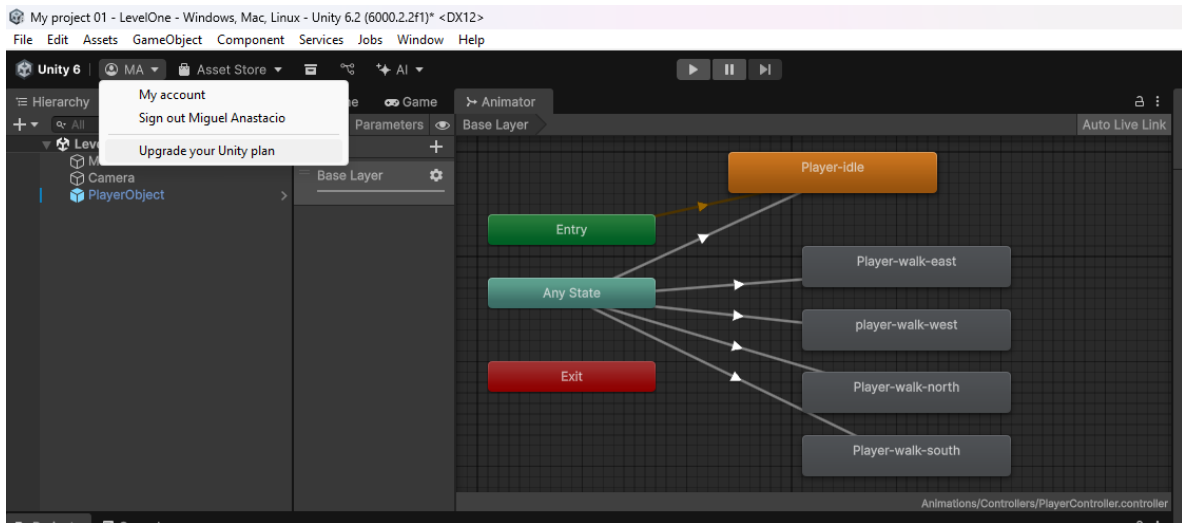 My project 01 - LevelOne - Windows, Mac, Linux - Unity 6.2 (6000.2.2f1)* <DX12>
File Edit Assets GameObject Component Services Jobs Window Help
Unity 6 MA Asset Store AI
My account
Sign out Miguel Anastacio
Upgrade your Unity plan
Hierarchy Game Animator
All Parameters Base Layer Auto Live Link
Camera
PlayerObject
Base Layer
Player-idle
Entry
Player-walk-east
Any State
player-walk-west
Exit
Player-walk-north
Player-walk-south
Animations/Controllers/PlayerController.controller